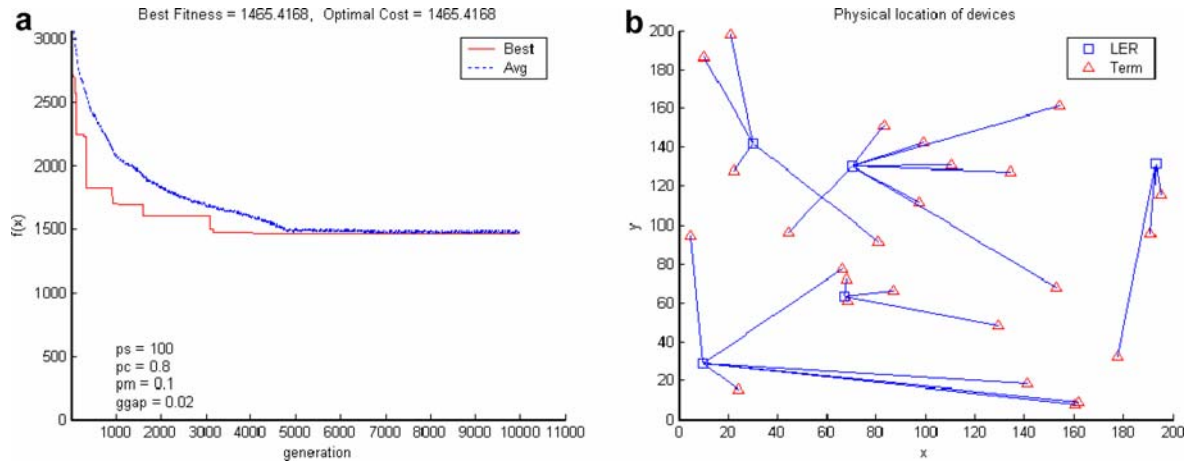 a
Best Fitness = 1465.4168, Optimal Cost = 1465.4168
3000
2500
2000
1500
1000
500
0
f(x)
Best
Avg
ps = 100
pc = 0.8
pm = 0.1
ggap = 0.02
1000 2000 3000 4000 5000 6000 7000 8000 9000 10000 11000
generation
b
Physical location of devices
200
180
160
140
120
100
80
60
40
20
0
y
LER
Term
0 20 40 60 80 100 120 140 160 180 200
x